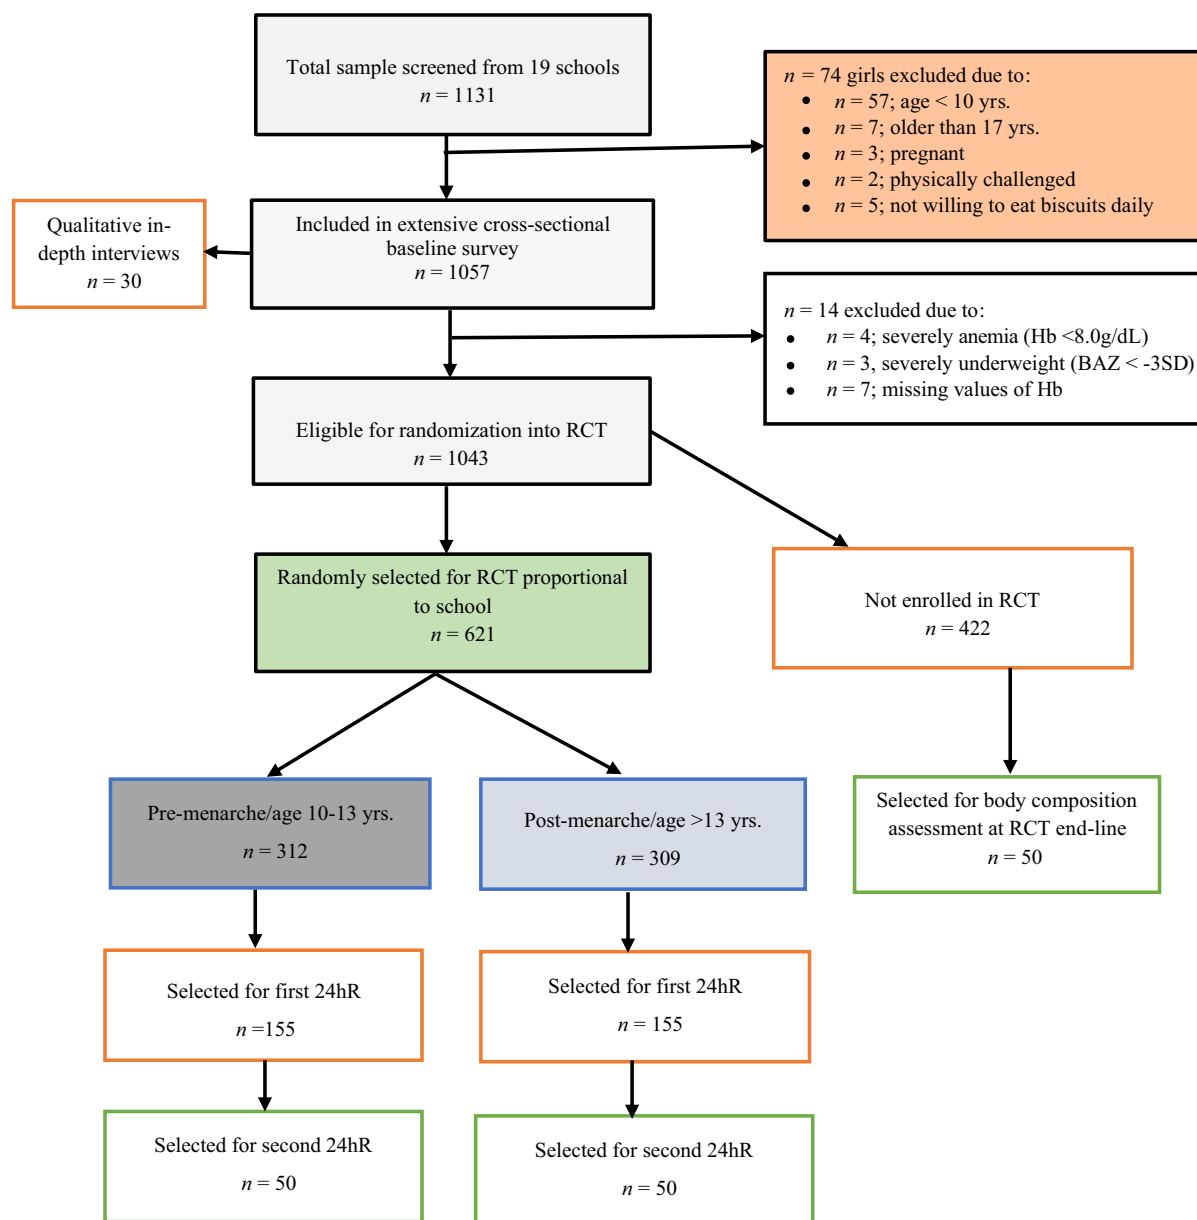 Total sample screened from 19 schools
n = 1131
n = 74 girls excluded due to:
• n = 57; age < 10 yrs.
• n = 7; older than 17 yrs.
• n = 3; pregnant
• n = 2; physically challenged
• n = 5; not willing to eat biscuits daily
Qualitative in-
depth interviews
n = 30
Included in extensive cross-sectional
baseline survey
n = 1057
n = 14 excluded due to:
• n = 4; severely anemia (Hb <8.0g/dL)
• n = 3, severely underweight (BAZ < -3SD)
• n = 7; missing values of Hb
Eligible for randomization into RCT
n = 1043
Randomly selected for RCT proportional
to school
n = 621
Not enrolled in RCT
n = 422
Pre-menarche/age 10-13 yrs.
n = 312
Post-menarche/age >13 yrs.
n = 309
Selected for body composition
assessment at RCT end-line
n = 50
Selected for first 24hR
n =155
Selected for first 24hR
n = 155
Selected for second 24hR
n = 50
Selected for second 24hR
n = 50